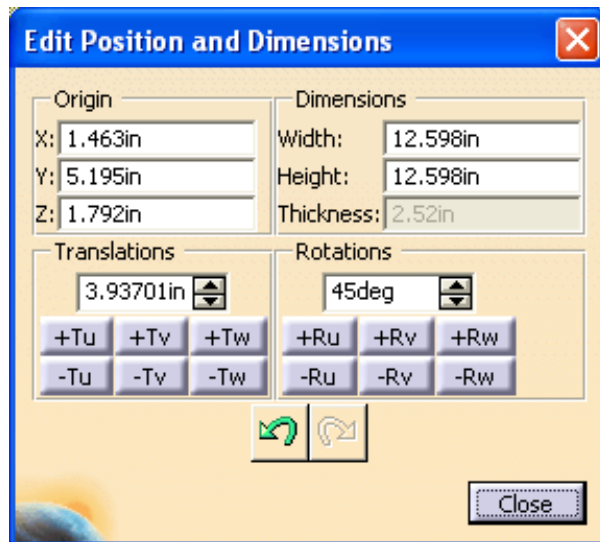 Edit Position and Dimensions
Origin
X: 1.463in
Y: 5.195in
Z: 1.792in
Dimensions
Width: 12.598in
Height: 12.598in
Thickness: 2.52in
Translations
3.93701in
+Tu +Tv +Tw
-Tu -Tv -Tw
Rotations
45deg
+Ru +Rv +Rw
-Ru -Rv -Rw
Close